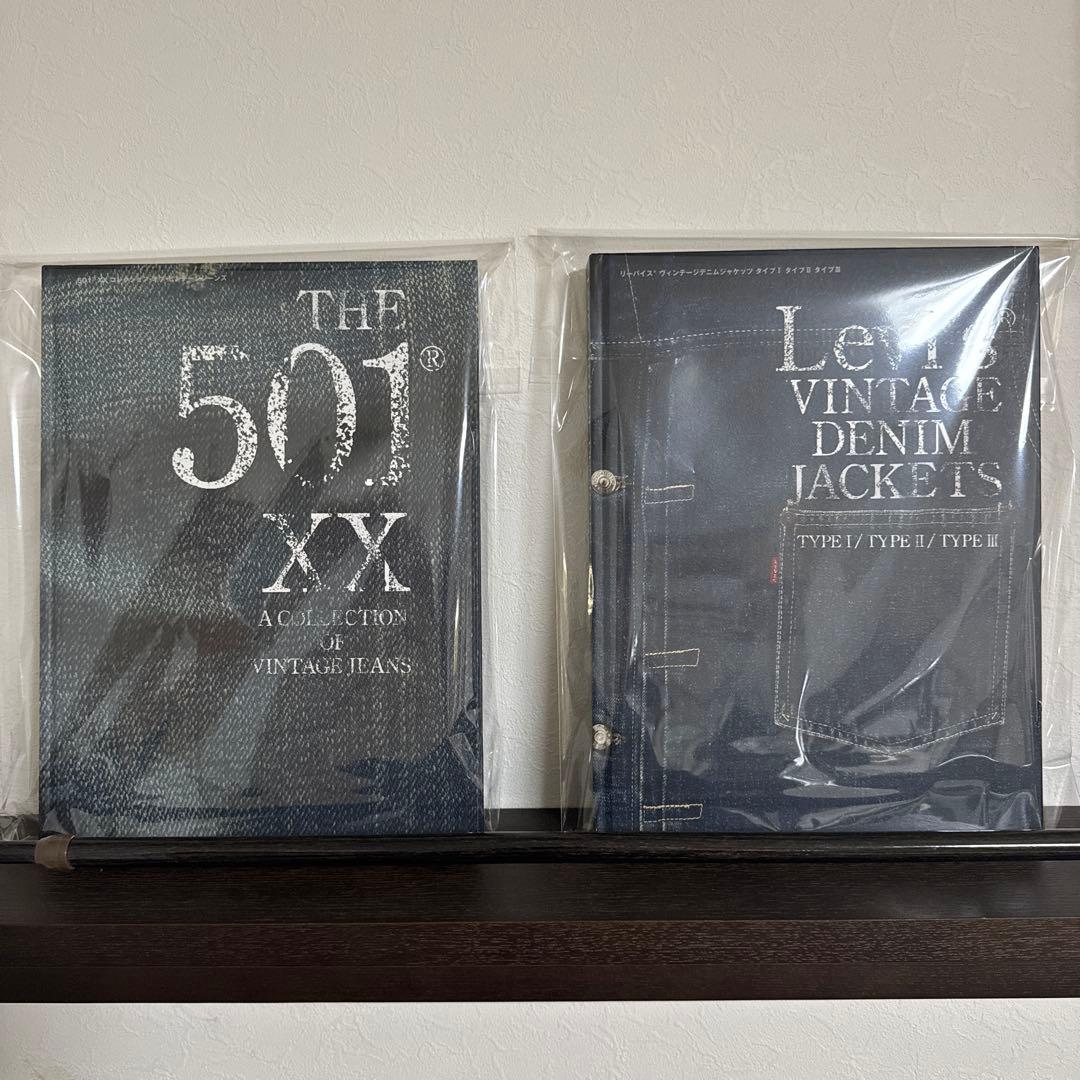 THE
501®
XX
A COLLECTION
OF
VINTAGE JEANS
リーバイス® ヴィンテージデニムジャケッツ タイプⅠ タイプⅡ タイプⅢ
Levi's®
VINTAGE
DENIM
JACKETS
TYPE I / TYPE II / TYPE III